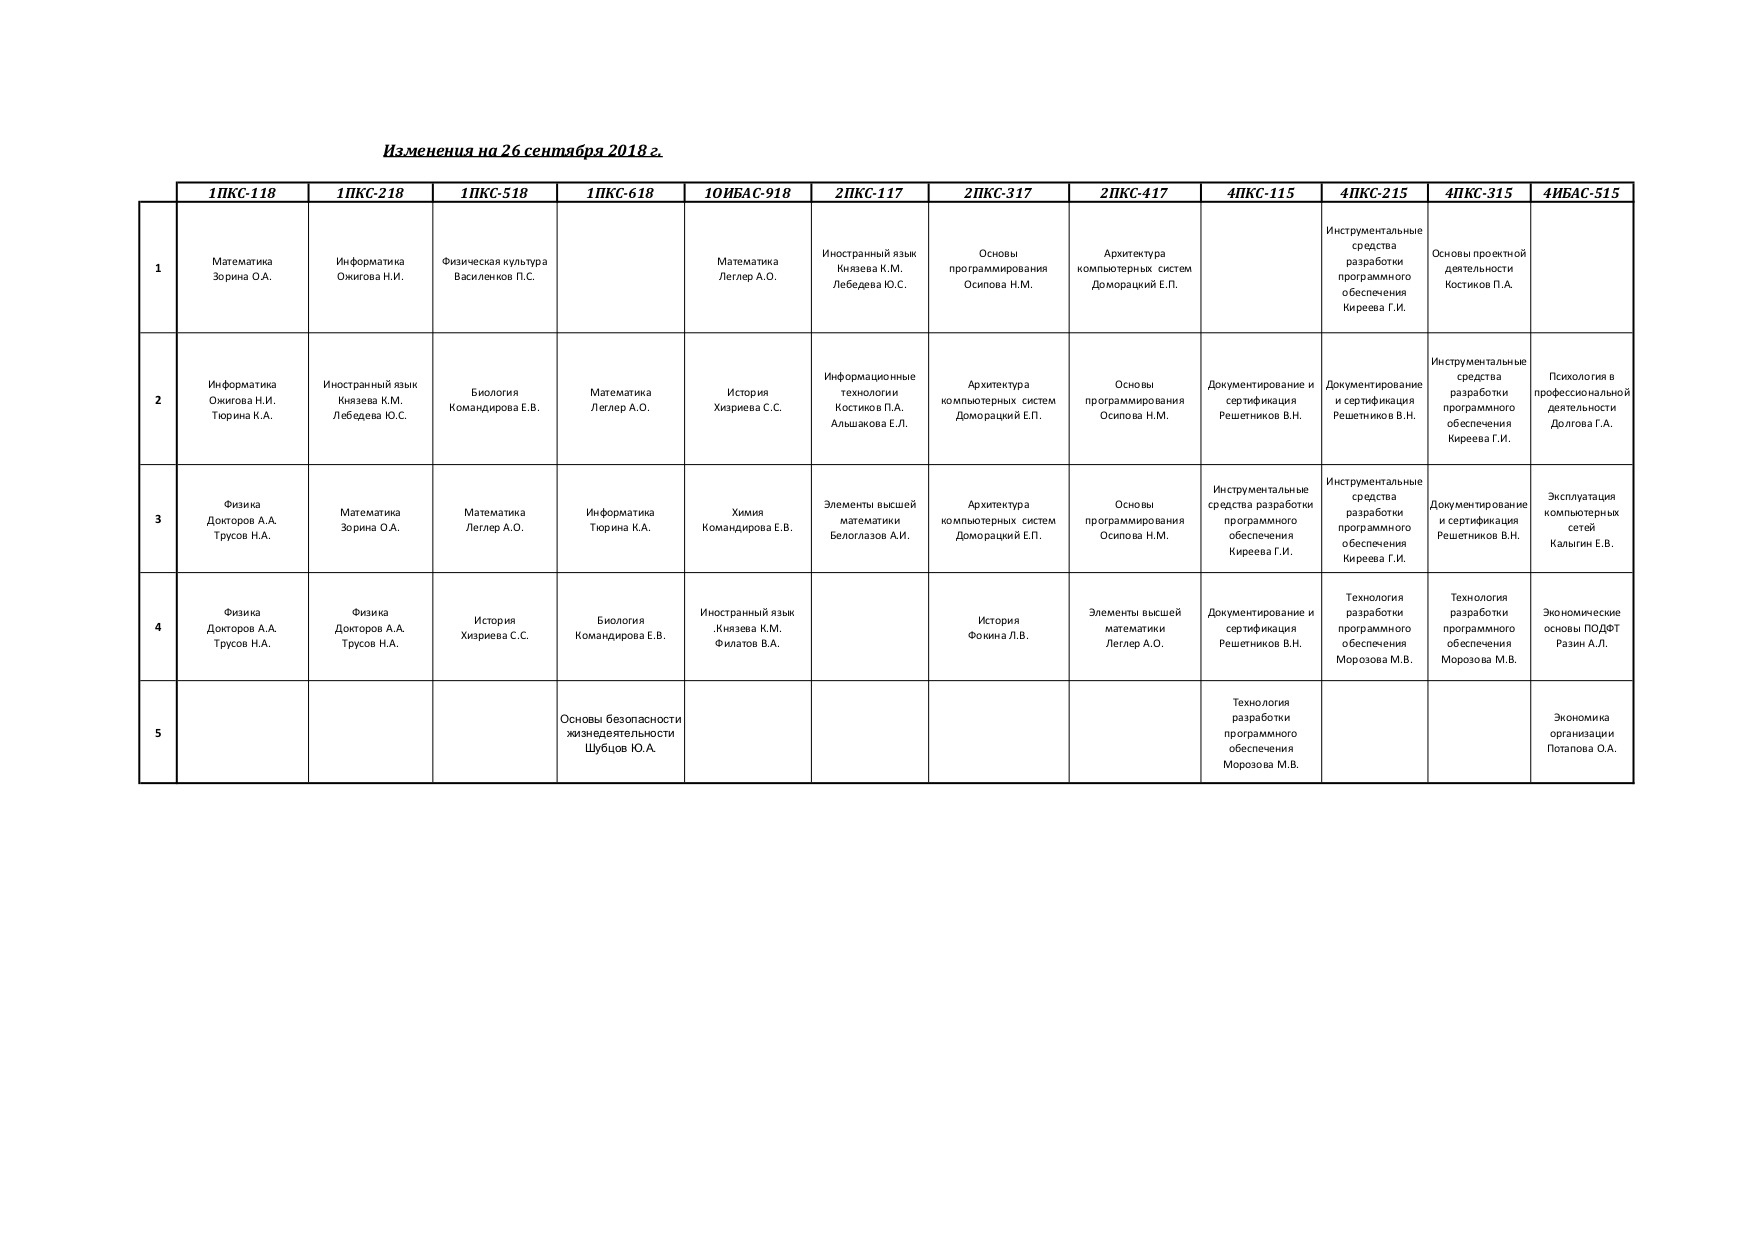 Изменения на 26 сентября 2018 г.
1ПКС-118 1ПКС-218 1ПКС-518 1ПКС-618 1ОИБАС-918 2ПКС-117 2ПКС-317 2ПКС-417 4ПКС-115 4ПКС-215 4ПКС-315 4ИБАС-515
1
Математика
Зорина О.А.
Информатика
Ожигова Н.И.
Физическая культура
Василенков П.С.
Математика
Леглер А.О.
Иностранный язык
Князева К.М.
Лебедева Ю.С.
Основы
программирования
Осипова Н.М.
Архитектура
компьютерных систем
Доморацкий Е.П.
Инструментальные
средства
разработки
программного
обеспечения
Киреева Г.И.
Основы проектной
деятельности
Костиков П.А.
2
Информатика
Ожигова Н.И.
Тюрина К.А.
Иностранный язык
Князева К.М.
Лебедева Ю.С.
Биология
Командирова Е.В.
Математика
Леглер А.О.
История
Хизриева С.С.
Информационные
технологии
Костиков П.А.
Альшакова Е.Л.
Архитектура
компьютерных систем
Доморацкий Е.П.
Основы
программирования
Осипова Н.М.
Документирование и
сертификация
Решетников В.Н.
Документирование
и сертификация
Решетников В.Н.
Инструментальные
средства
разработки
программного
обеспечения
Киреева Г.И.
Психология в
профессиональной
деятельности
Долгова Г.А.
3
Физика
Докторов А.А.
Трусов Н.А.
Математика
Зорина О.А.
Математика
Леглер А.О.
Информатика
Тюрина К.А.
Химия
Командирова Е.В.
Элементы высшей
математики
Белоглазов А.И.
Архитектура
компьютерных систем
Доморацкий Е.П.
Основы
программирования
Осипова Н.М.
Инструментальные
средства разработки
программного
обеспечения
Киреева Г.И.
Инструментальные
средства
разработки
программного
обеспечения
Киреева Г.И.
Документирование
и сертификация
Решетников В.Н.
Эксплуатация
компьютерных
сетей
Калыгин Е.В.
4
Физика
Докторов А.А.
Трусов Н.А.
Физика
Докторов А.А.
Трусов Н.А.
История
Хизриева С.С.
Биология
Командирова Е.В.
Иностранный язык
.Князева К.М.
Филатов В.А.
История
Фокина Л.В.
Элементы высшей
математики
Леглер А.О.
Документирование и
сертификация
Решетников В.Н.
Технология
разработки
программного
обеспечения
Морозова М.В.
Технология
разработки
программного
обеспечения
Морозова М.В.
Экономические
основы ПОДФТ
Разин А.Л.
5
Основы безопасности
жизнедеятельности
Шубцов Ю.А.
Технология
разработки
программного
обеспечения
Морозова М.В.
Экономика
организации
Потапова О.А.